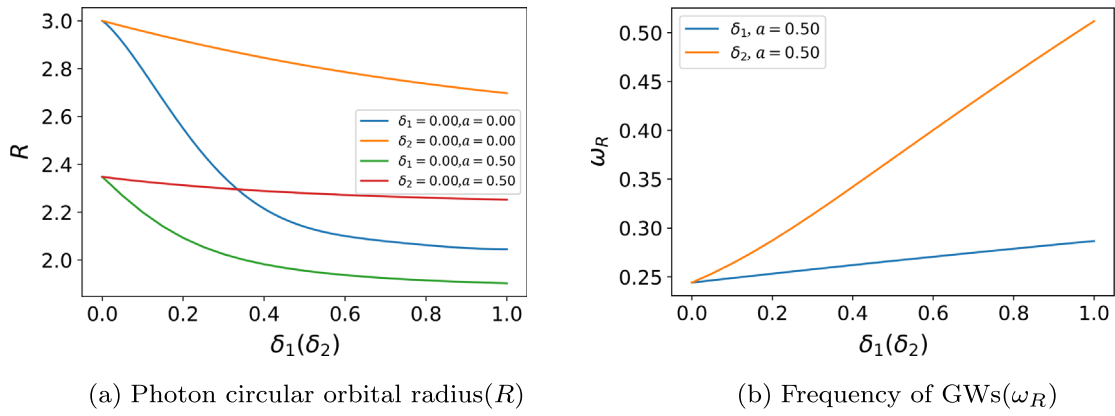 3.0
2.8
2.6
2.4
2.2
2.0
R
δ₁ = 0.00,a = 0.00
δ₂ = 0.00,a = 0.00
δ₁ = 0.00,a = 0.50
δ₂ = 0.00,a = 0.50
0.0 0.2 0.4 0.6 0.8 1.0
δ₁(δ₂)
(a) Photon circular orbital radius(R)
0.50
0.45
0.40
0.35
0.30
0.25
ω_R
δ₁, a = 0.50
δ₂, a = 0.50
0.0 0.2 0.4 0.6 0.8 1.0
δ₁(δ₂)
(b) Frequency of GWs(ω_R)